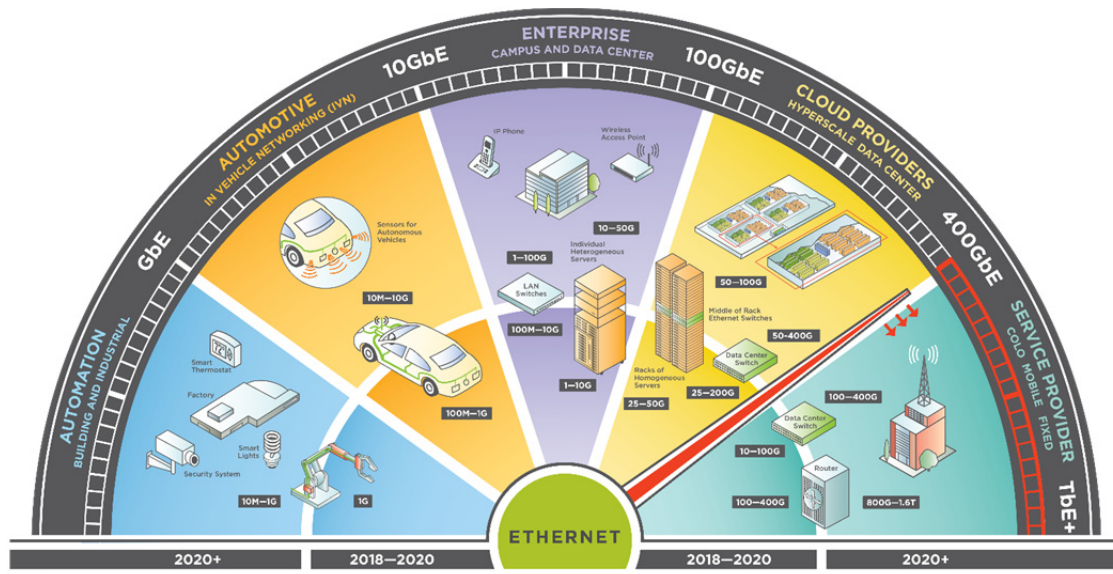 AUTOMATION
BUILDING AND INDUSTRIAL
GbE
AUTOMOTIVE
IN VEHICLE NETWORKING (IVN)
10GbE
ENTERPRISE
CAMPUS AND DATA CENTER
100GbE
CLOUD PROVIDERS
HYPERSCALE DATA CENTER
400GbE
SERVICE PROVIDER
COLO MOBILE FIXED
TbE+
Smart
Thermostat
Factory
Security System
Smart
Lights
10M—1G
1G
Sensors for
Autonomous
Vehicles
10M—10G
100M—1G
IP Phone
Wireless
Access Point
10—50G
1—100G
LAN
Switches
100M—10G
Individual
Heterogeneous
Servers
1—10G
50—100G
Middle of Rack
Ethernet Switches
50—400G
Data Center
Switch
Racks of
Homogeneous
Servers
25—50G
25—200G
100—400G
Data Center
Switch
10—100G
Router
100—400G
800G—1.6T
ETHERNET
2020+
2018—2020
2018—2020
2020+